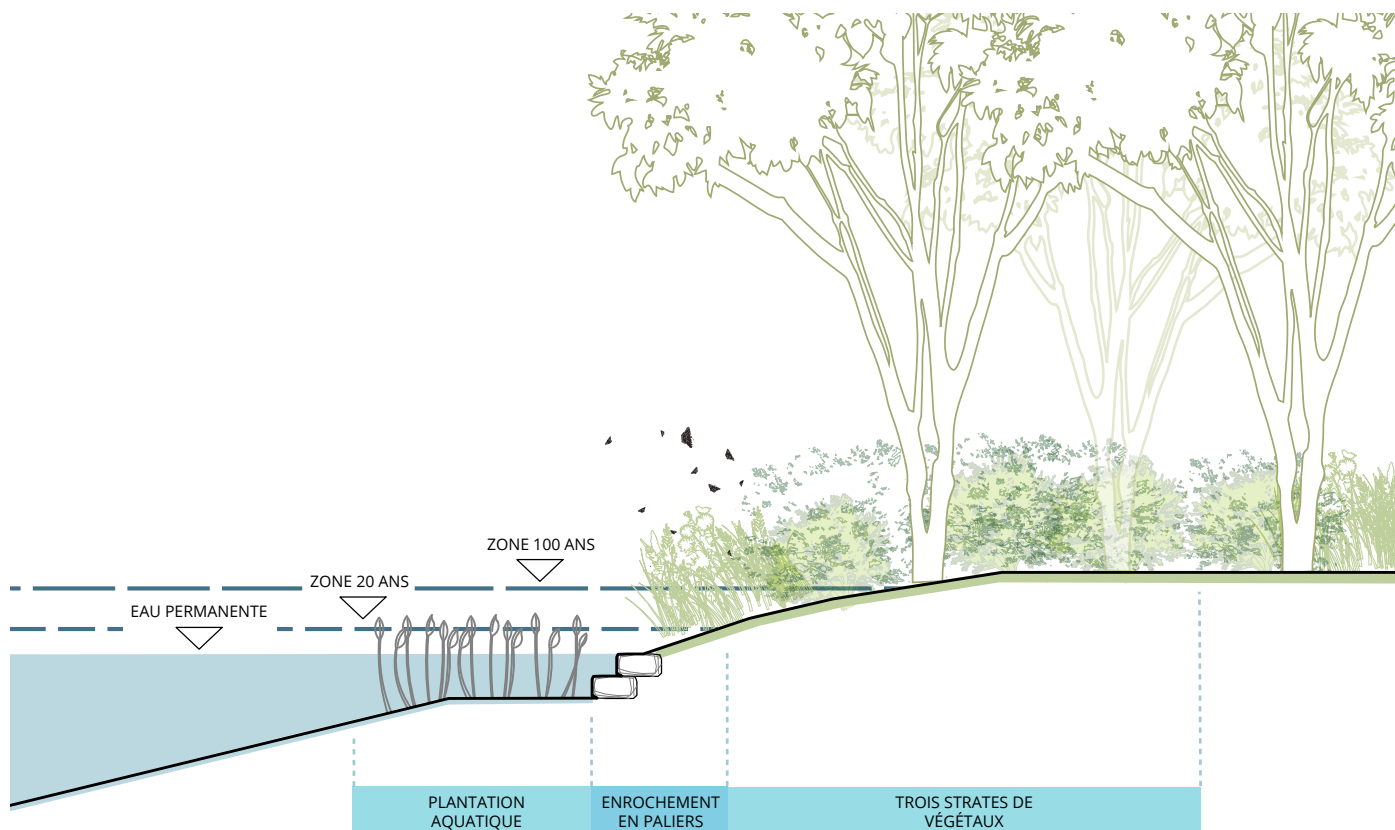 ZONE 100 ANS
ZONE 20 ANS
EAU PERMANENTE
PLANTATION
AQUATIQUE
ENROCHEMENT
EN PALIERS
TROIS STRATES DE
VÉGÉTAUX